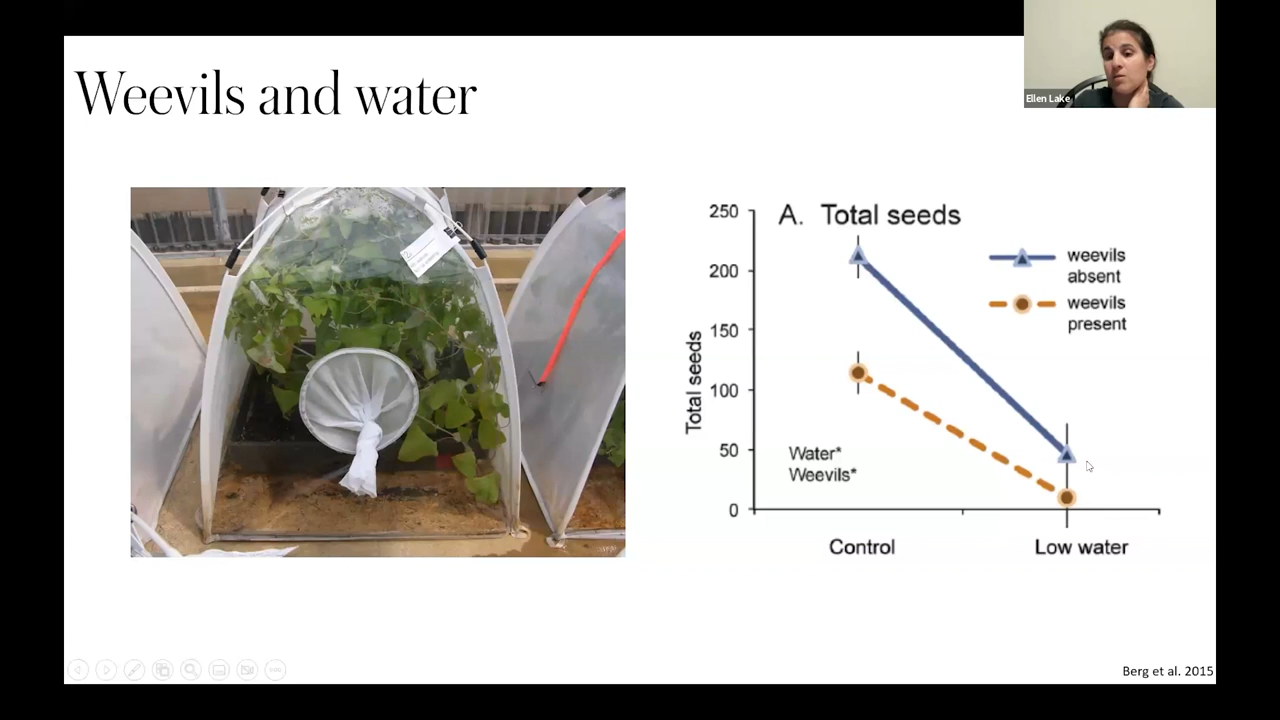 Weevils and water
Ellen Lake
A. Total seeds
250
200
150
100
50
0
Total seeds
weevils
absent
weevils
present
Water*
Weevils*
Control
Low water
Berg et al. 2015